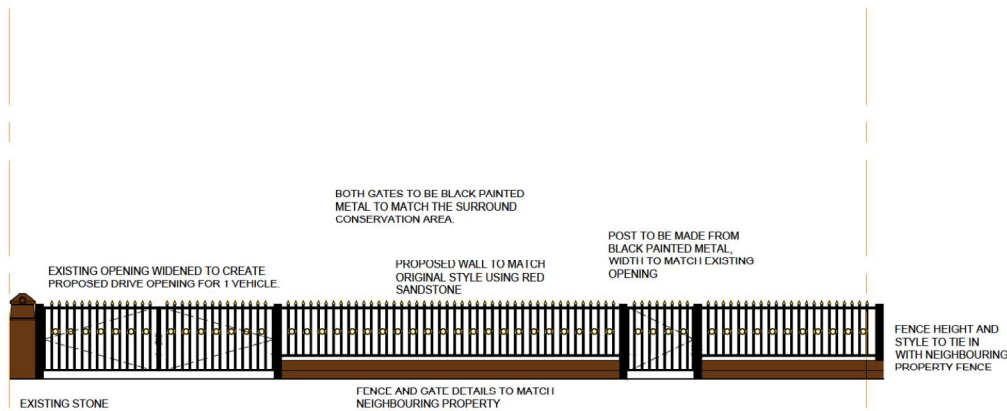 BOTH GATES TO BE BLACK PAINTED
METAL TO MATCH THE SURROUND
CONSERVATION AREA.
POST TO BE MADE FROM
BLACK PAINTED METAL,
WIDTH TO MATCH EXISTING
OPENING
PROPOSED WALL TO MATCH
ORIGINAL STYLE USING RED
SANDSTONE
EXISTING OPENING WIDENED TO CREATE
PROPOSED DRIVE OPENING FOR 1 VEHICLE.
FENCE HEIGHT AND
STYLE TO TIE IN
WITH NEIGHBOURING
PROPERTY FENCE
FENCE AND GATE DETAILS TO MATCH
NEIGHBOURING PROPERTY
EXISTING STONE